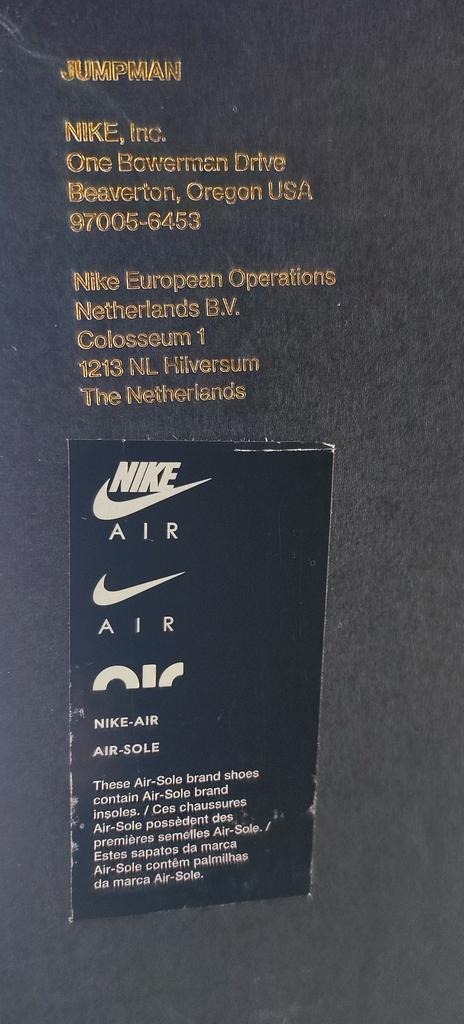 JUMPMAN
NIKE, Inc.
One Bowerman Drive
Beaverton, Oregon USA
97005-6453
Nike European Operations
Netherlands B.V.
Colosseum 1
1213 NL Hilversum
The Netherlands
NIKE
AIR
AIR
air
NIKE-AIR
AIR-SOLE
These Air-Sole brand shoes
contain Air-Sole brand
insoles. / Ces chaussures
Air-Sole possèdent des
premières semelles Air-Sole. /
Estes sapatos da marca
Air-Sole contêm palmilhas
da marca Air-Sole.